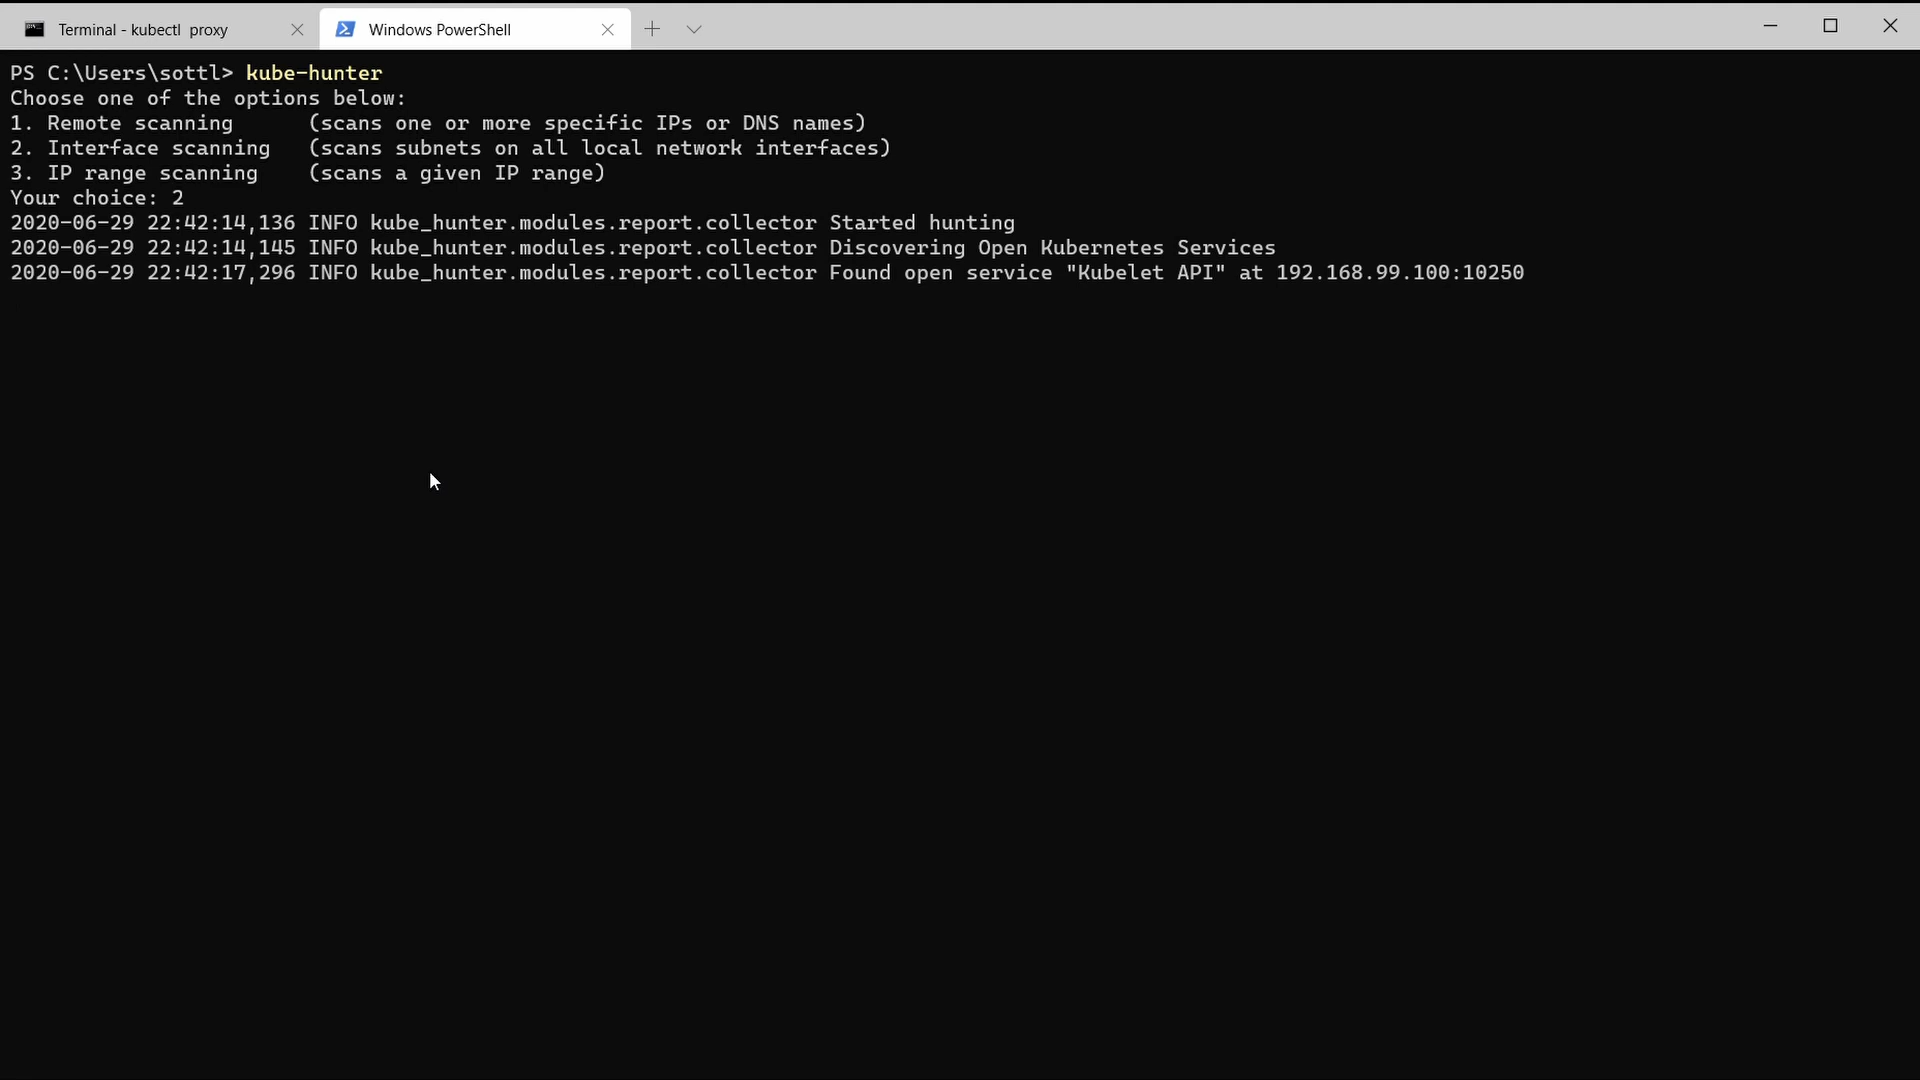 Terminal - kubectl proxy
Windows PowerShell
PS C:\Users\sottl> kube-hunter
Choose one of the options below:
1. Remote scanning      (scans one or more specific IPs or DNS names)
2. Interface scanning   (scans subnets on all local network interfaces)
3. IP range scanning    (scans a given IP range)
Your choice: 2
2020-06-29 22:42:14,136 INFO kube_hunter.modules.report.collector Started hunting
2020-06-29 22:42:14,145 INFO kube_hunter.modules.report.collector Discovering Open Kubernetes Services
2020-06-29 22:42:17,296 INFO kube_hunter.modules.report.collector Found open service "Kubelet API" at 192.168.99.100:10250